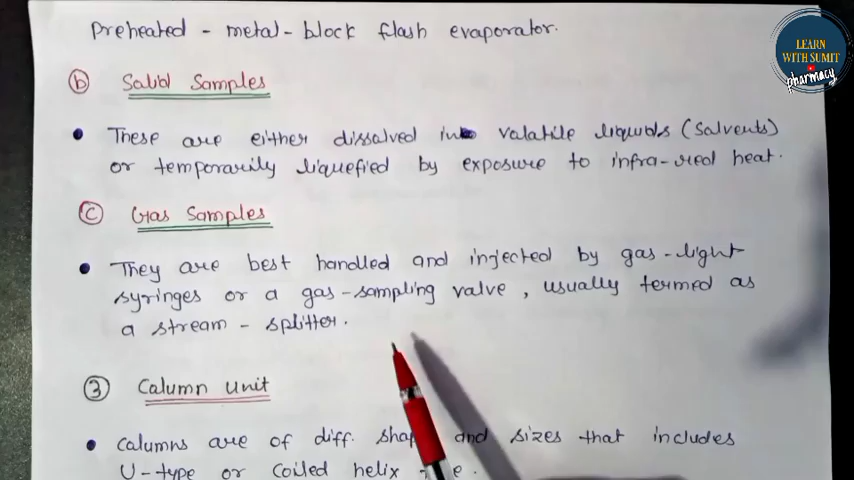 Preheated - metal-block flash evaporator.
LEARN
WITH SUMIT
pharmacy
(b) Solid Samples
• These are either dissolved in volatile liquids (solvents)
or temporarily liquefied by exposure to infra-red heat.
(c) Gas Samples
• They are best handled and injected by gas-light
syringes or a gas-sampling valve, usually termed as
a stream-splitter.
(3) Column Unit
• Columns are of diff. and sizes that includes
U-type or coiled helix